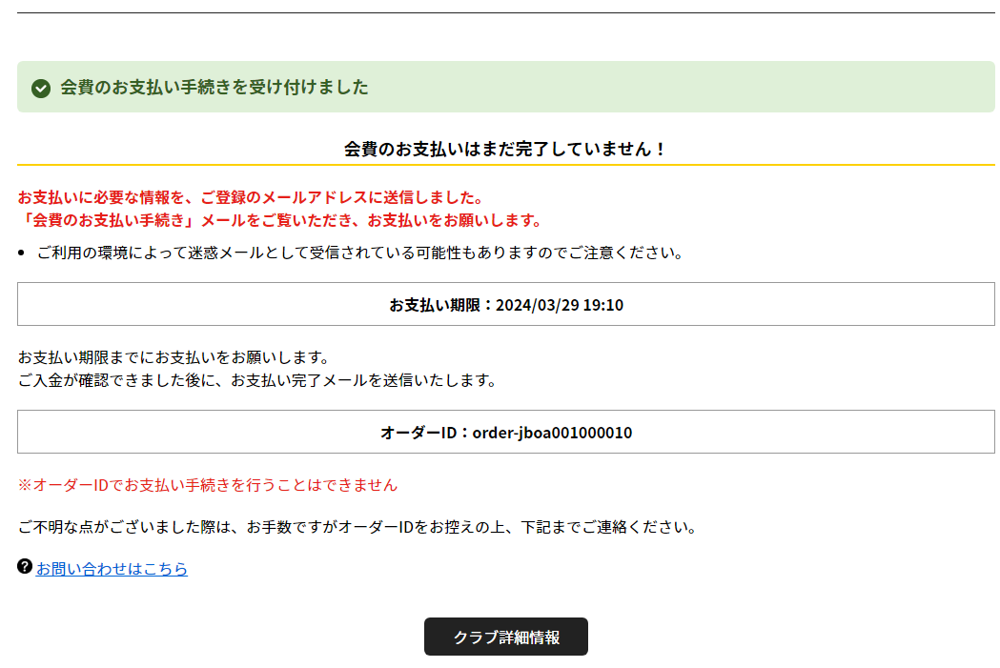 会費のお支払い手続きを受け付けました
会費のお支払いはまだ完了していません！
お支払いに必要な情報を、ご登録のメールアドレスに送信しました。
「会費のお支払い手続き」メールをご覧いただき、お支払いをお願いします。
ご利用の環境によって迷惑メールとして受信されている可能性もありますのでご注意ください。
お支払い期限：2024/03/29 19:10
お支払い期限までにお支払いをお願いします。
ご入金が確認できました後に、お支払い完了メールを送信いたします。
オーダーID：order-jboa001000010
※オーダーIDでお支払い手続きを行うことはできません
ご不明な点がございました際は、お手数ですがオーダーIDをお控えの上、下記までご連絡ください。
お問い合わせはこちら
クラブ詳細情報